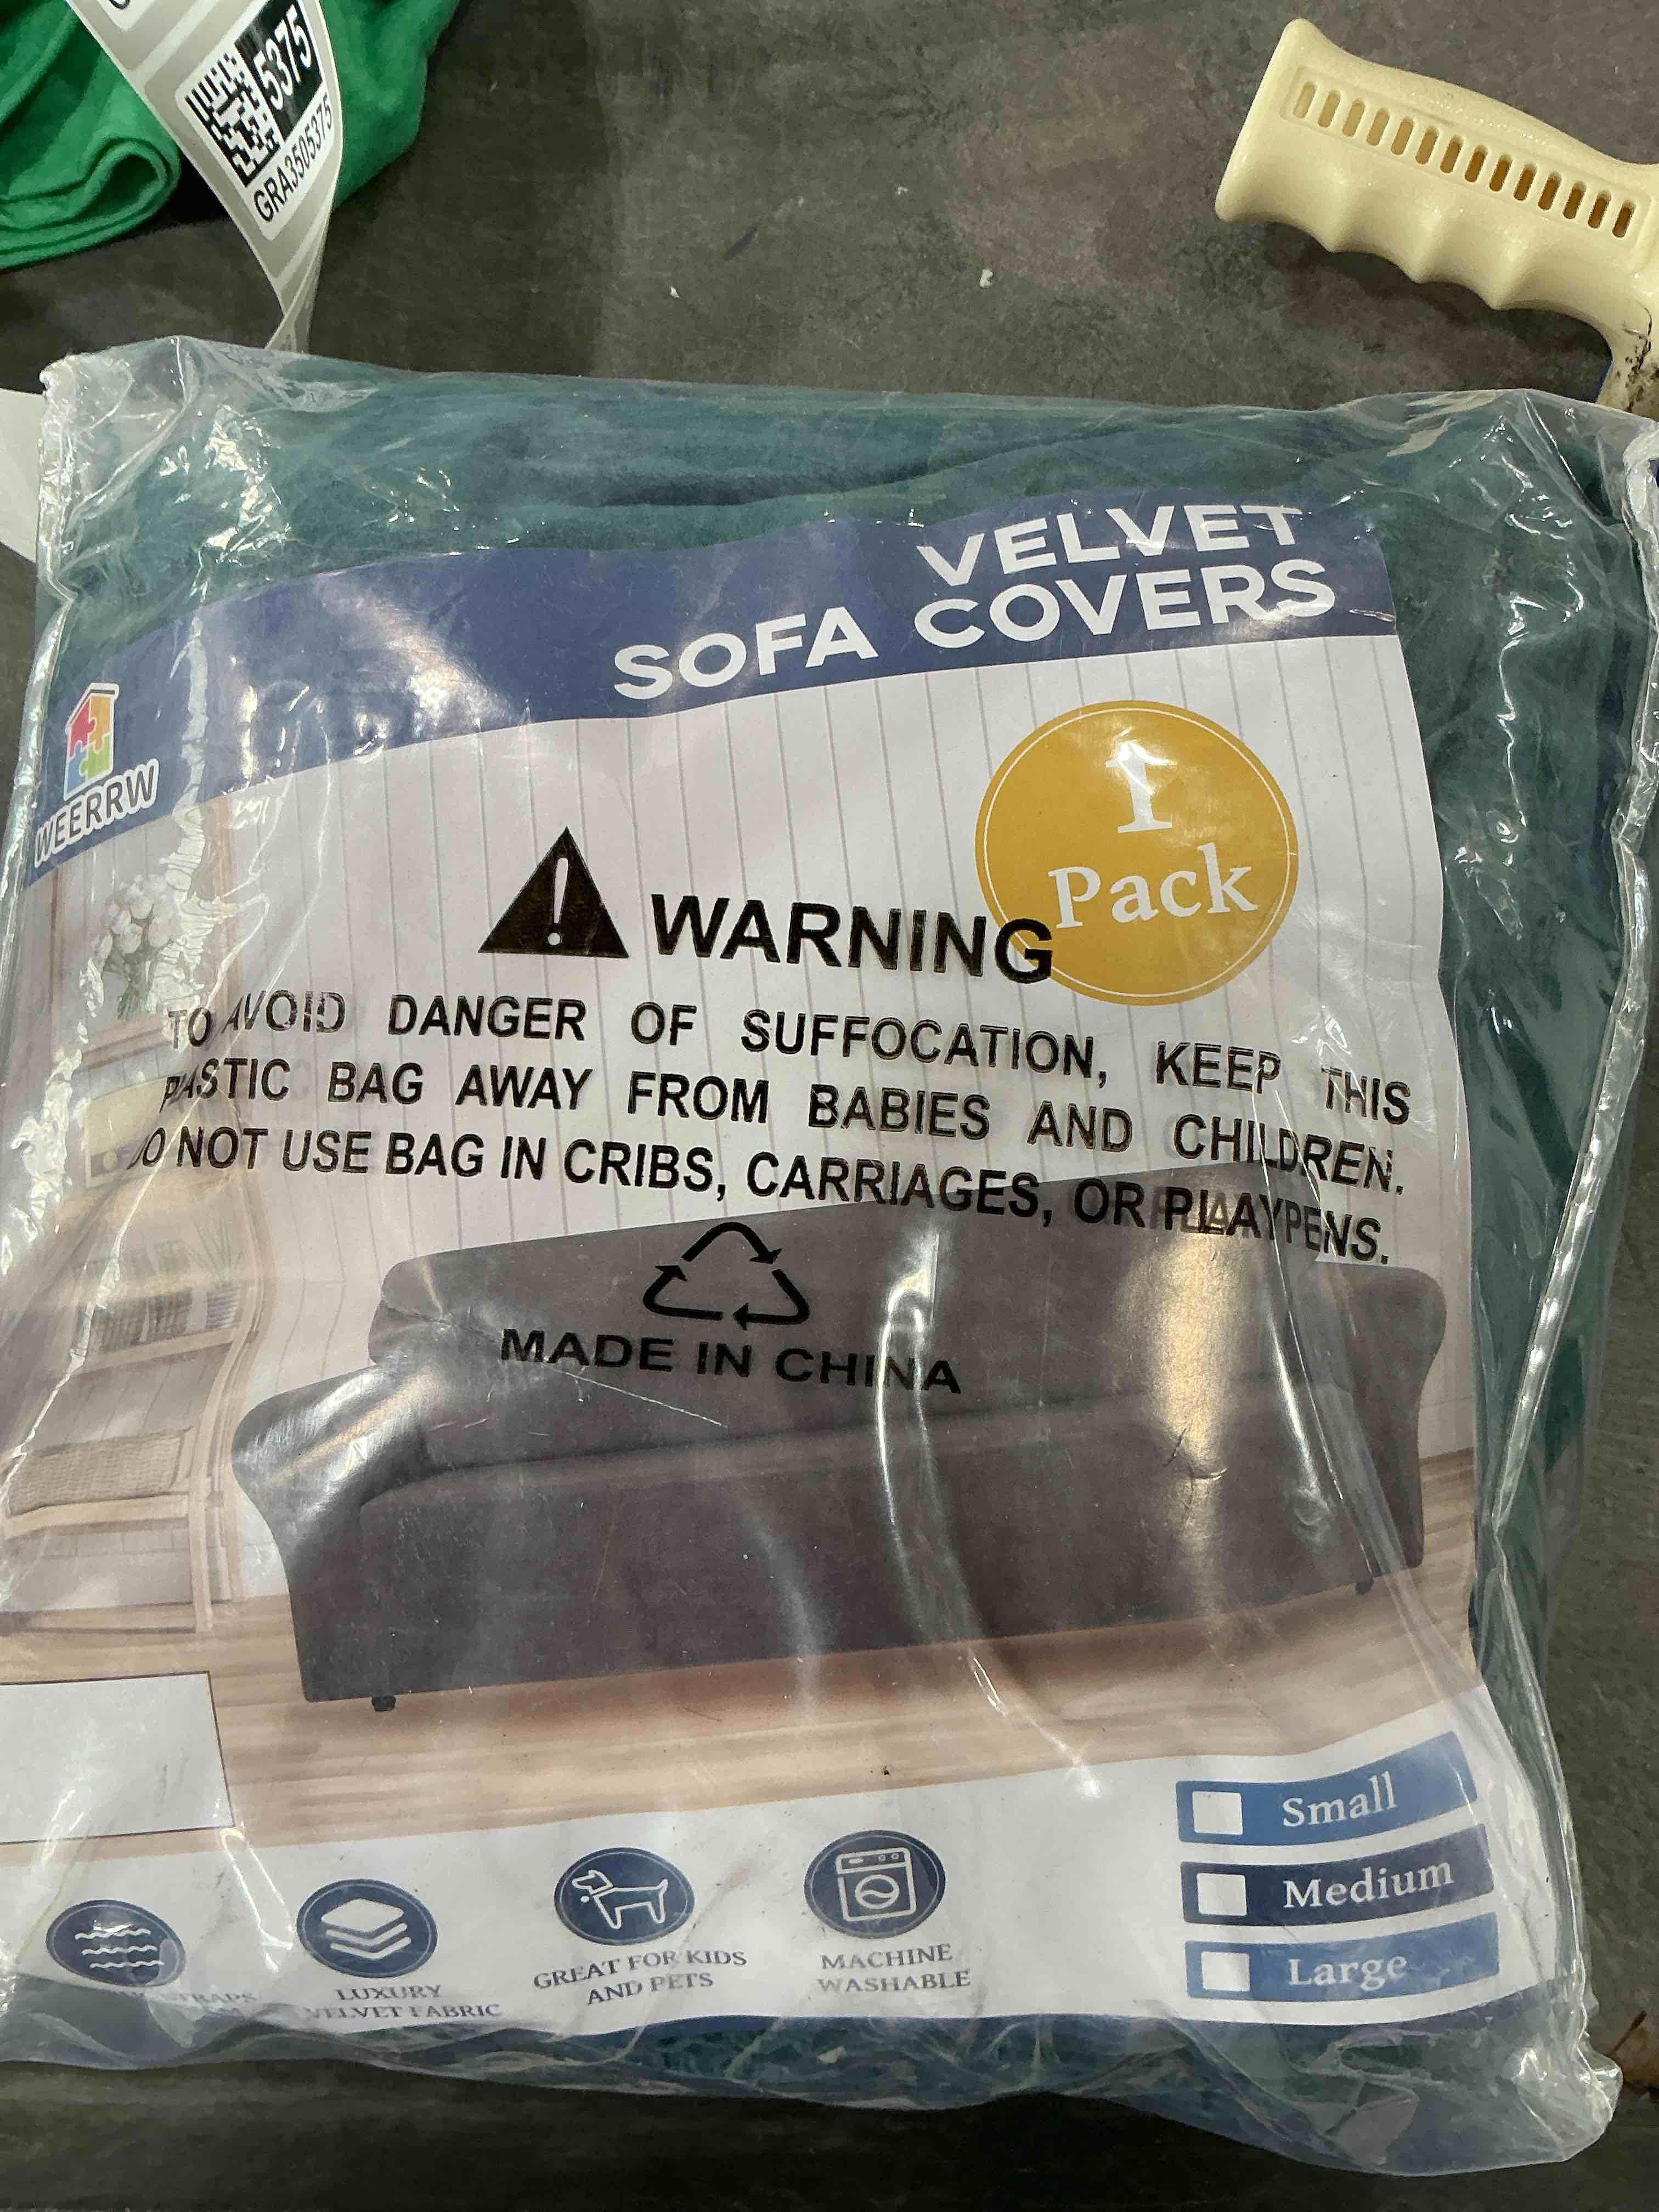 5375
GRA3505375
VELVET
SOFA COVERS
WEERRW
1
Pack
WARNING
TO AVOID DANGER OF SUFFOCATION, KEEP THIS
PLASTIC BAG AWAY FROM BABIES AND CHILDREN.
DO NOT USE BAG IN CRIBS, CARRIAGES, OR PLAYPENS.
MADE IN CHINA
Small
Medium
Large
STRAPS
LUXURY
VELVET FABRIC
GREAT FOR KIDS
AND PETS
MACHINE
WASHABLE